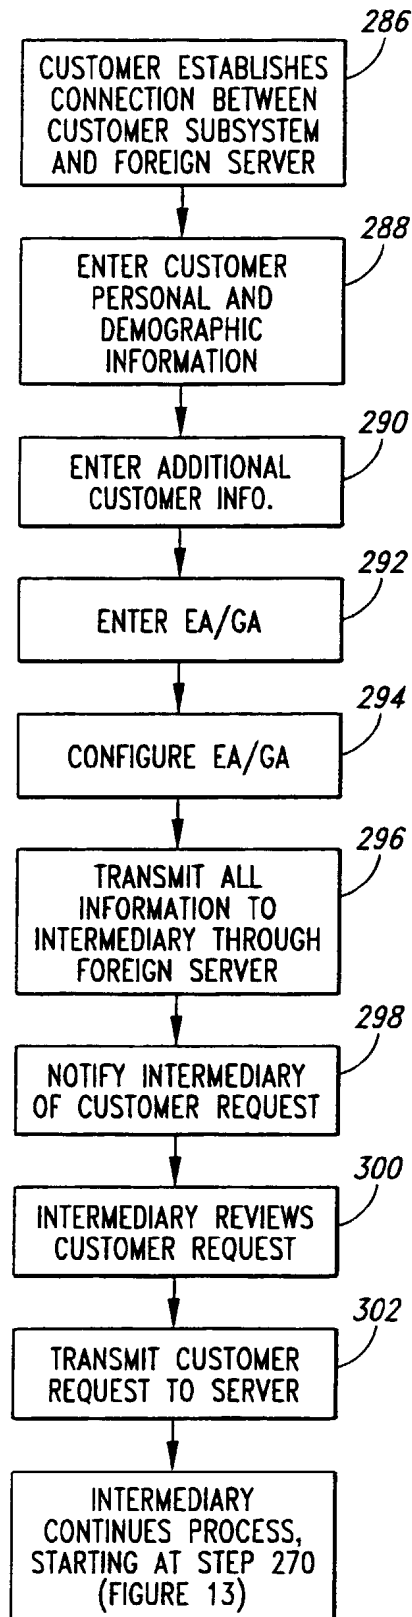 286
CUSTOMER ESTABLISHES
CONNECTION BETWEEN
CUSTOMER SUBSYSTEM
AND FOREIGN SERVER
288
ENTER CUSTOMER
PERSONAL AND
DEMOGRAPHIC
INFORMATION
290
ENTER ADDITIONAL
CUSTOMER INFO.
292
ENTER EA/GA
294
CONFIGURE EA/GA
296
TRANSMIT ALL
INFORMATION TO
INTERMEDIARY THROUGH
FOREIGN SERVER
298
NOTIFY INTERMEDIARY
OF CUSTOMER REQUEST
300
INTERMEDIARY REVIEWS
CUSTOMER REQUEST
302
TRANSMIT CUSTOMER
REQUEST TO SERVER
INTERMEDIARY
CONTINUES PROCESS,
STARTING AT STEP 270
(FIGURE 13)